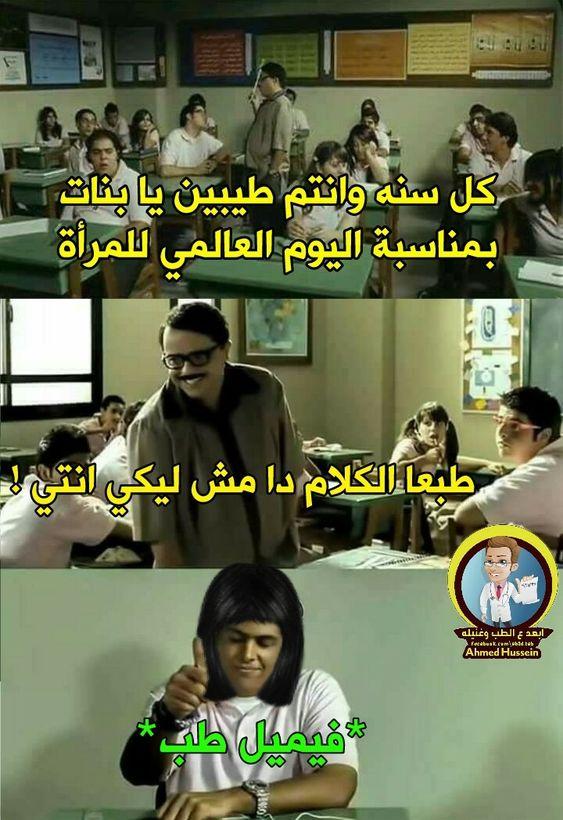 كل سنه وانتم طيبين يا بنات
بمناسبة اليوم العالمي للمرأة
طبعا الكلام دا مش ليكي انتي !
ابعد ع الطب وغنيله
Ahmed Hussein
*فيميل طب*